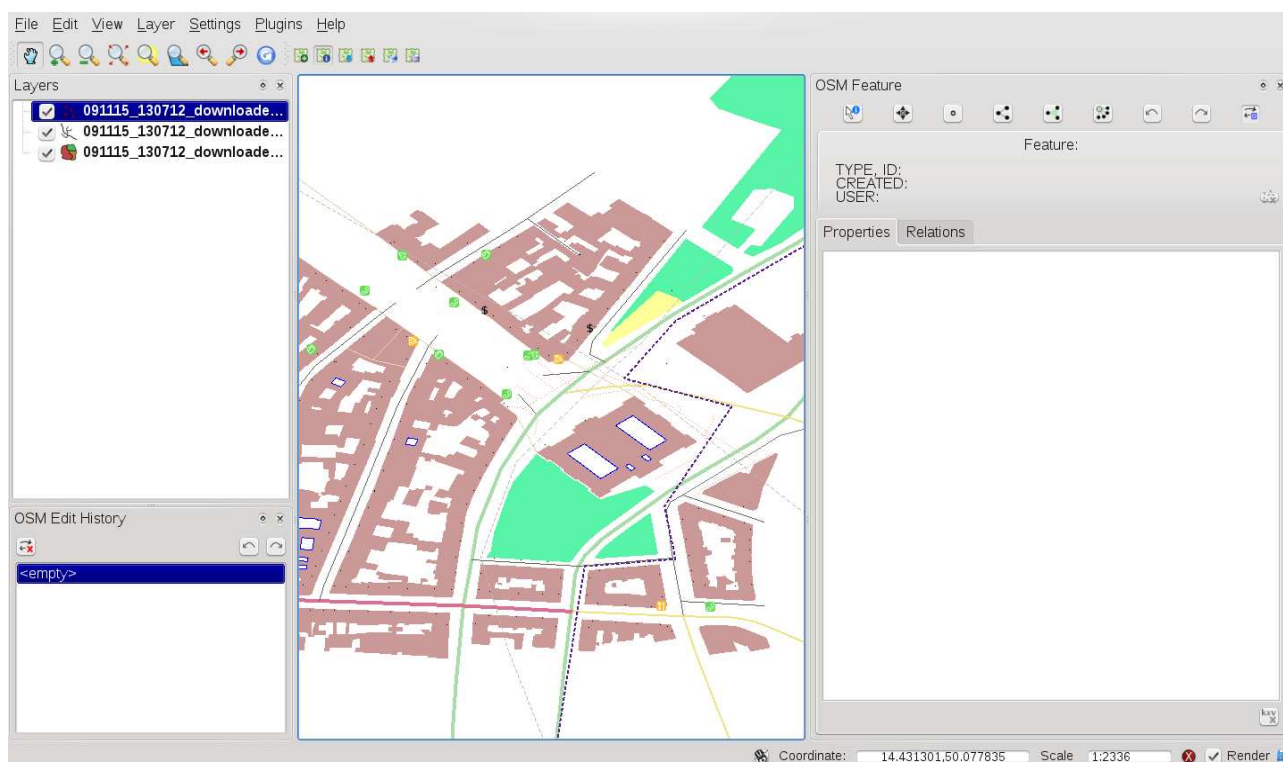 File Edit View Layer Settings Plugins Help
Layers
091115_130712_downloade...
091115_130712_downloade...
091115_130712_downloade...
OSM Edit History
<empty>
OSM Feature
Feature:
TYPE, ID:
CREATED:
USER:
Properties Relations
$
$
Coordinate: 14.431301,50.077835 Scale 1:2336 Render